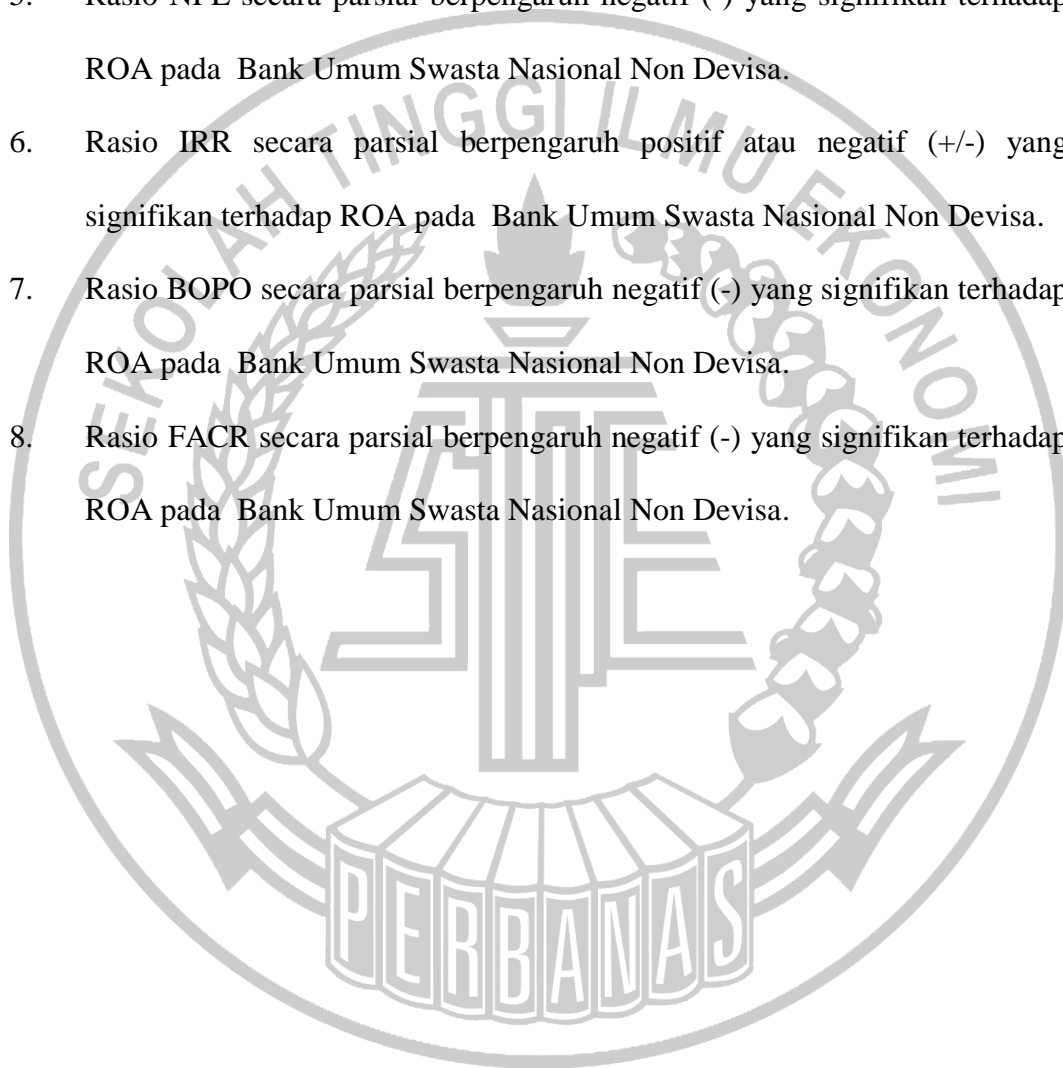 ROA pada Bank Umum Swasta Nasional Non Devisa.
6. Rasio IRR secara parsial berpengaruh positif atau negatif (+/-) yang
signifikan terhadap ROA pada Bank Umum Swasta Nasional Non Devisa.
7. Rasio BOPO secara parsial berpengaruh negatif (-) yang signifikan terhadap
ROA pada Bank Umum Swasta Nasional Non Devisa.
8. Rasio FACR secara parsial berpengaruh negatif (-) yang signifikan terhadap
ROA pada Bank Umum Swasta Nasional Non Devisa.
SEKOLAH TINGGI ILMU EKONOMI
PERBANAS